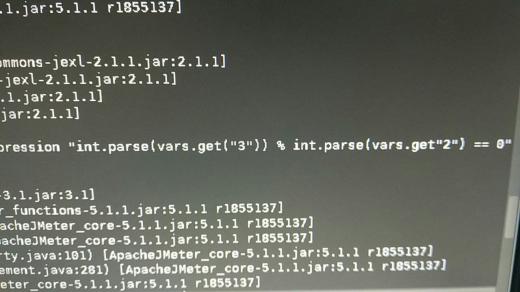 .1.jar:5.1.1 r1855137]
ommons-jexl-2.1.1.jar:2.1.1]
-jexl-2.1.1.jar:2.1.1]
.1.jar:2.1.1]
jar:2.1.1]
pression "int.parse(vars.get("3")) % int.parse(vars.get"2") == 0"
-3.1.jar:3.1]
r_functions-5.1.1.jar:5.1.1 r1855137]
acheJMeter_core-5.1.1.jar:5.1.1 r1855137]
pacheJMeter_core-5.1.1.jar:5.1.1 r1855137]
rty.java:101) [ApacheJMeter_core-5.1.1.jar:5.1.1 r1855137]
ement.java:281) [ApacheJMeter_core-5.1.1.jar:5.1.1 r1855137]
eter_core-5.1.1.jar:5.1.1 r1855137]